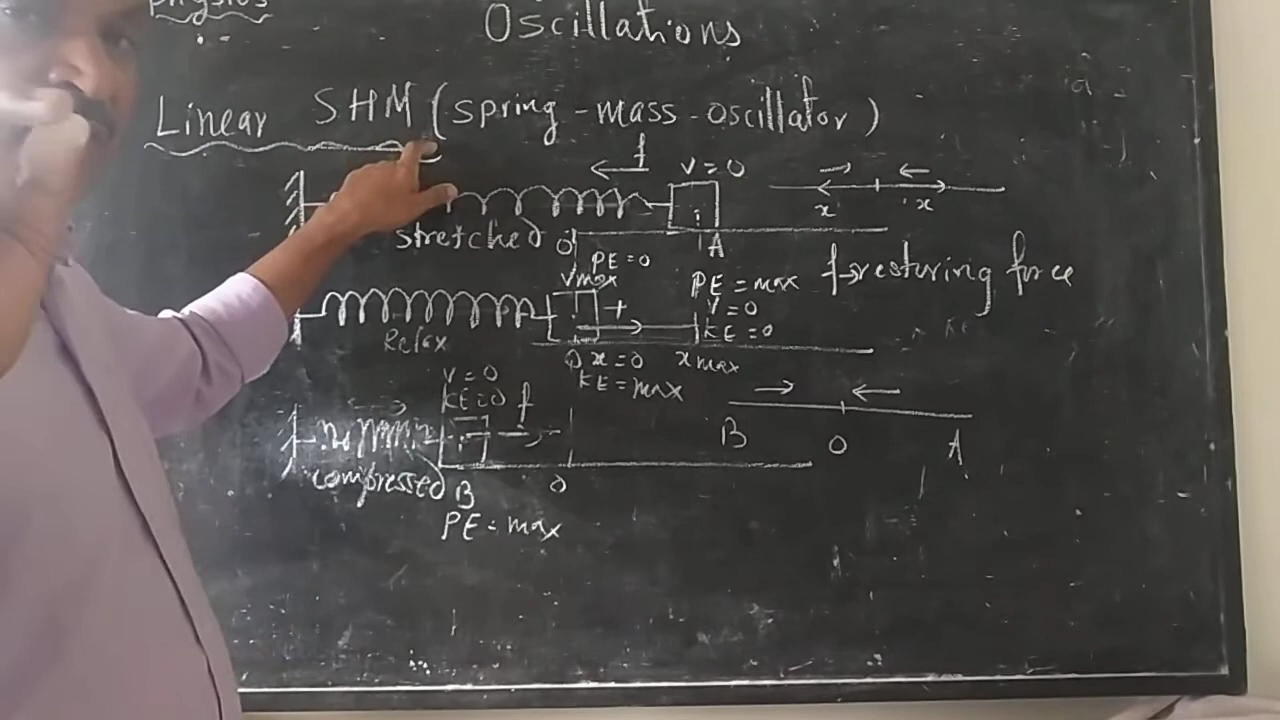 Physics
Oscillations
Linear SHM (spring-mass-oscillator)
f
V=0
x x
stretched O A
PE=0 PE=max f→restoring force
Vmax V=0
+ KE=0
Relax
O x=0 xmax
KE=max
V=0
KE=0 f
B O A
compressed B O
PE=max